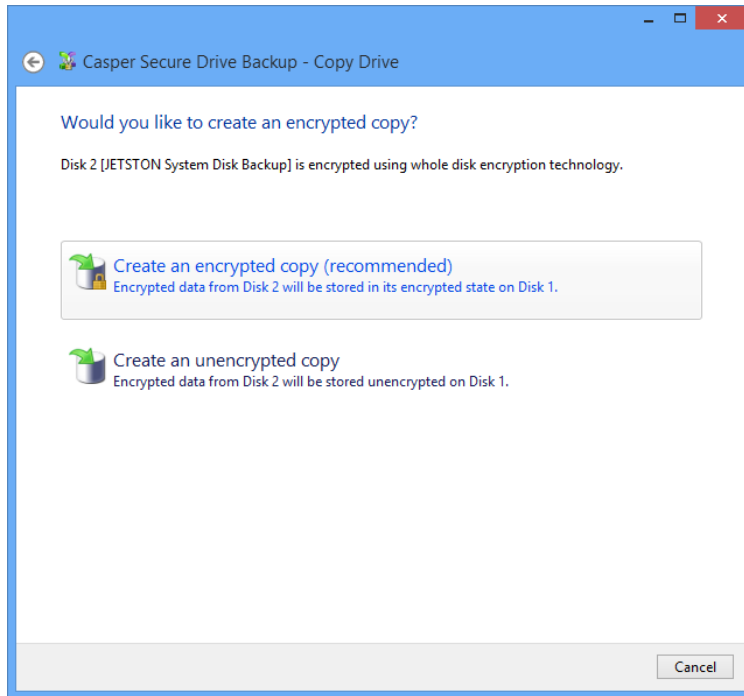 Casper Secure Drive Backup - Copy Drive
Would you like to create an encrypted copy?
Disk 2 [JETSTON System Disk Backup] is encrypted using whole disk encryption technology.
Create an encrypted copy (recommended)
Encrypted data from Disk 2 will be stored in its encrypted state on Disk 1.
Create an unencrypted copy
Encrypted data from Disk 2 will be stored unencrypted on Disk 1.
Cancel